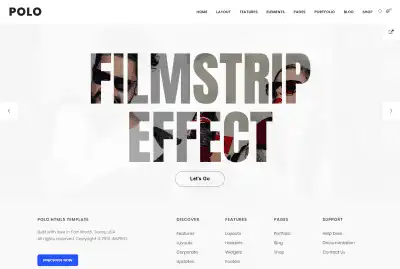 POLO
HOME LAYOUT FEATURES ELEMENTS PAGES PORTFOLIO BLOG SHOP
FILMSTRIP
EFFECT
Let's Go
POLO HTML5 TEMPLATE
DISCOVER FEATURES PAGES SUPPORT
Built with love in Fort Worth, Texas, USA
All rights reserved. Copyright © 2021. INSPIRO.
Features Layouts Portfolio Help Desk
Layouts Headers Blog Documentation
Corporate Widgets Shop Contact Us
Updates Footers
PURCHASE NOW